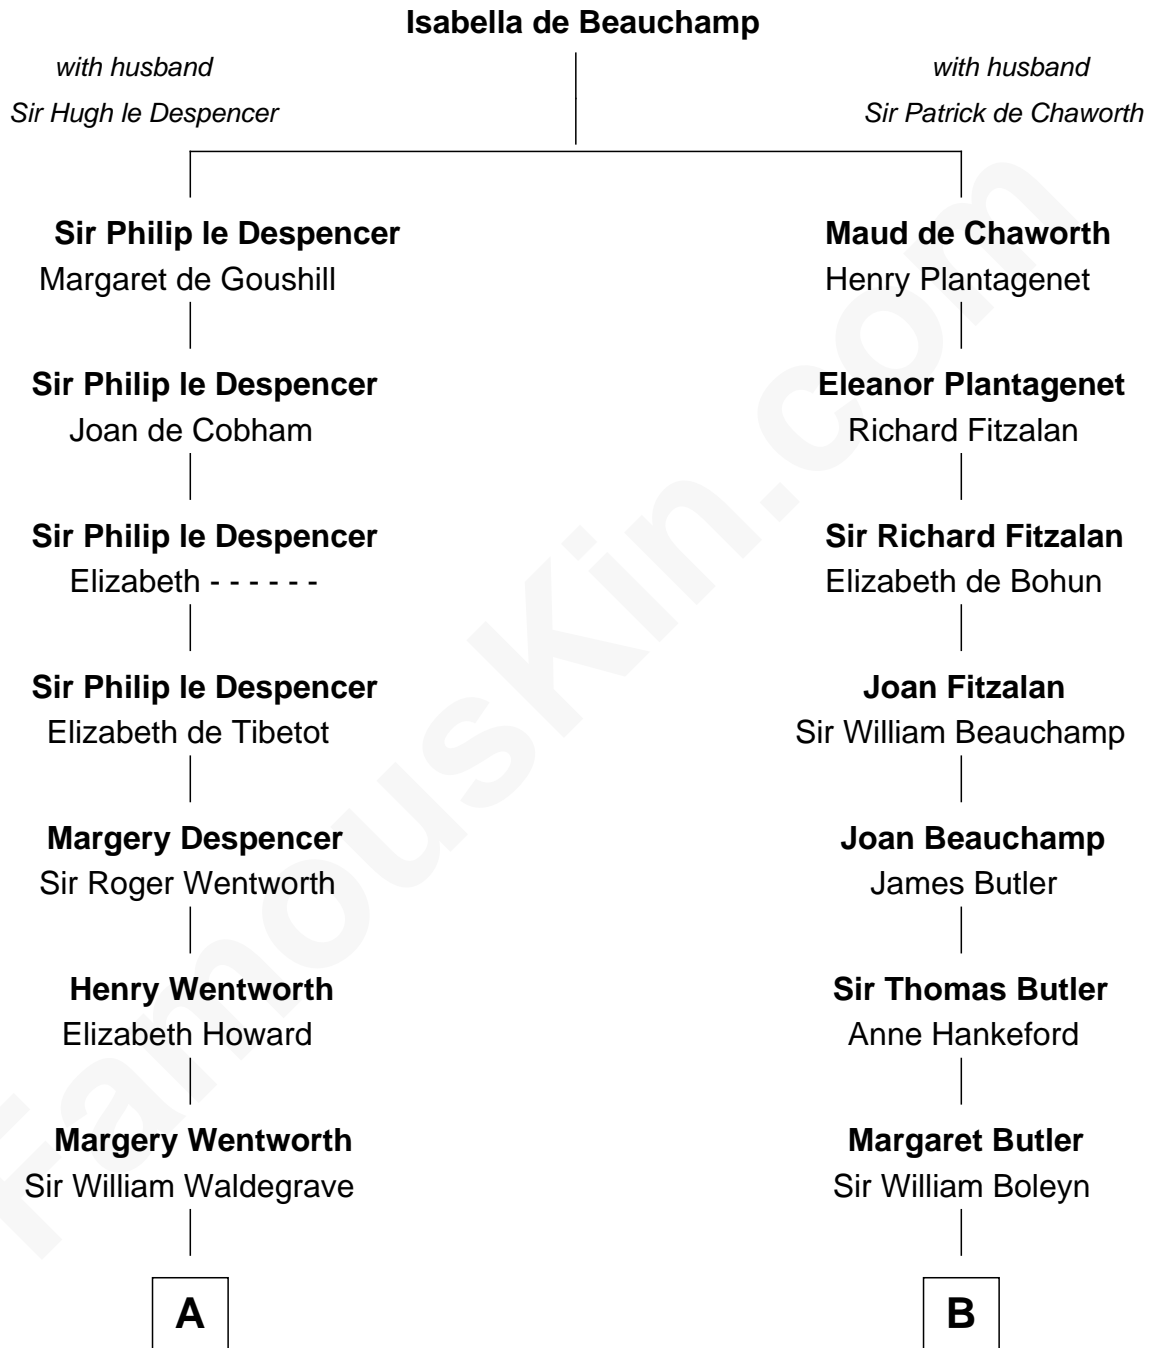 Isabella de Beauchamp
with husband
Sir Hugh le Despencer
with husband
Sir Patrick de Chaworth
Sir Philip le Despencer
Margaret de Goushill
Maud de Chaworth
Henry Plantagenet
Sir Philip le Despencer
Joan de Cobham
Eleanor Plantagenet
Richard Fitzalan
Sir Philip le Despencer
Elizabeth - - - - - -
Sir Richard Fitzalan
Elizabeth de Bohun
Sir Philip le Despencer
Elizabeth de Tibetot
Joan Fitzalan
Sir William Beauchamp
Margery Despencer
Sir Roger Wentworth
Joan Beauchamp
James Butler
Henry Wentworth
Elizabeth Howard
Sir Thomas Butler
Anne Hankeford
Margery Wentworth
Sir William Waldegrave
Margaret Butler
Sir William Boleyn
A
B
FamousKin.com